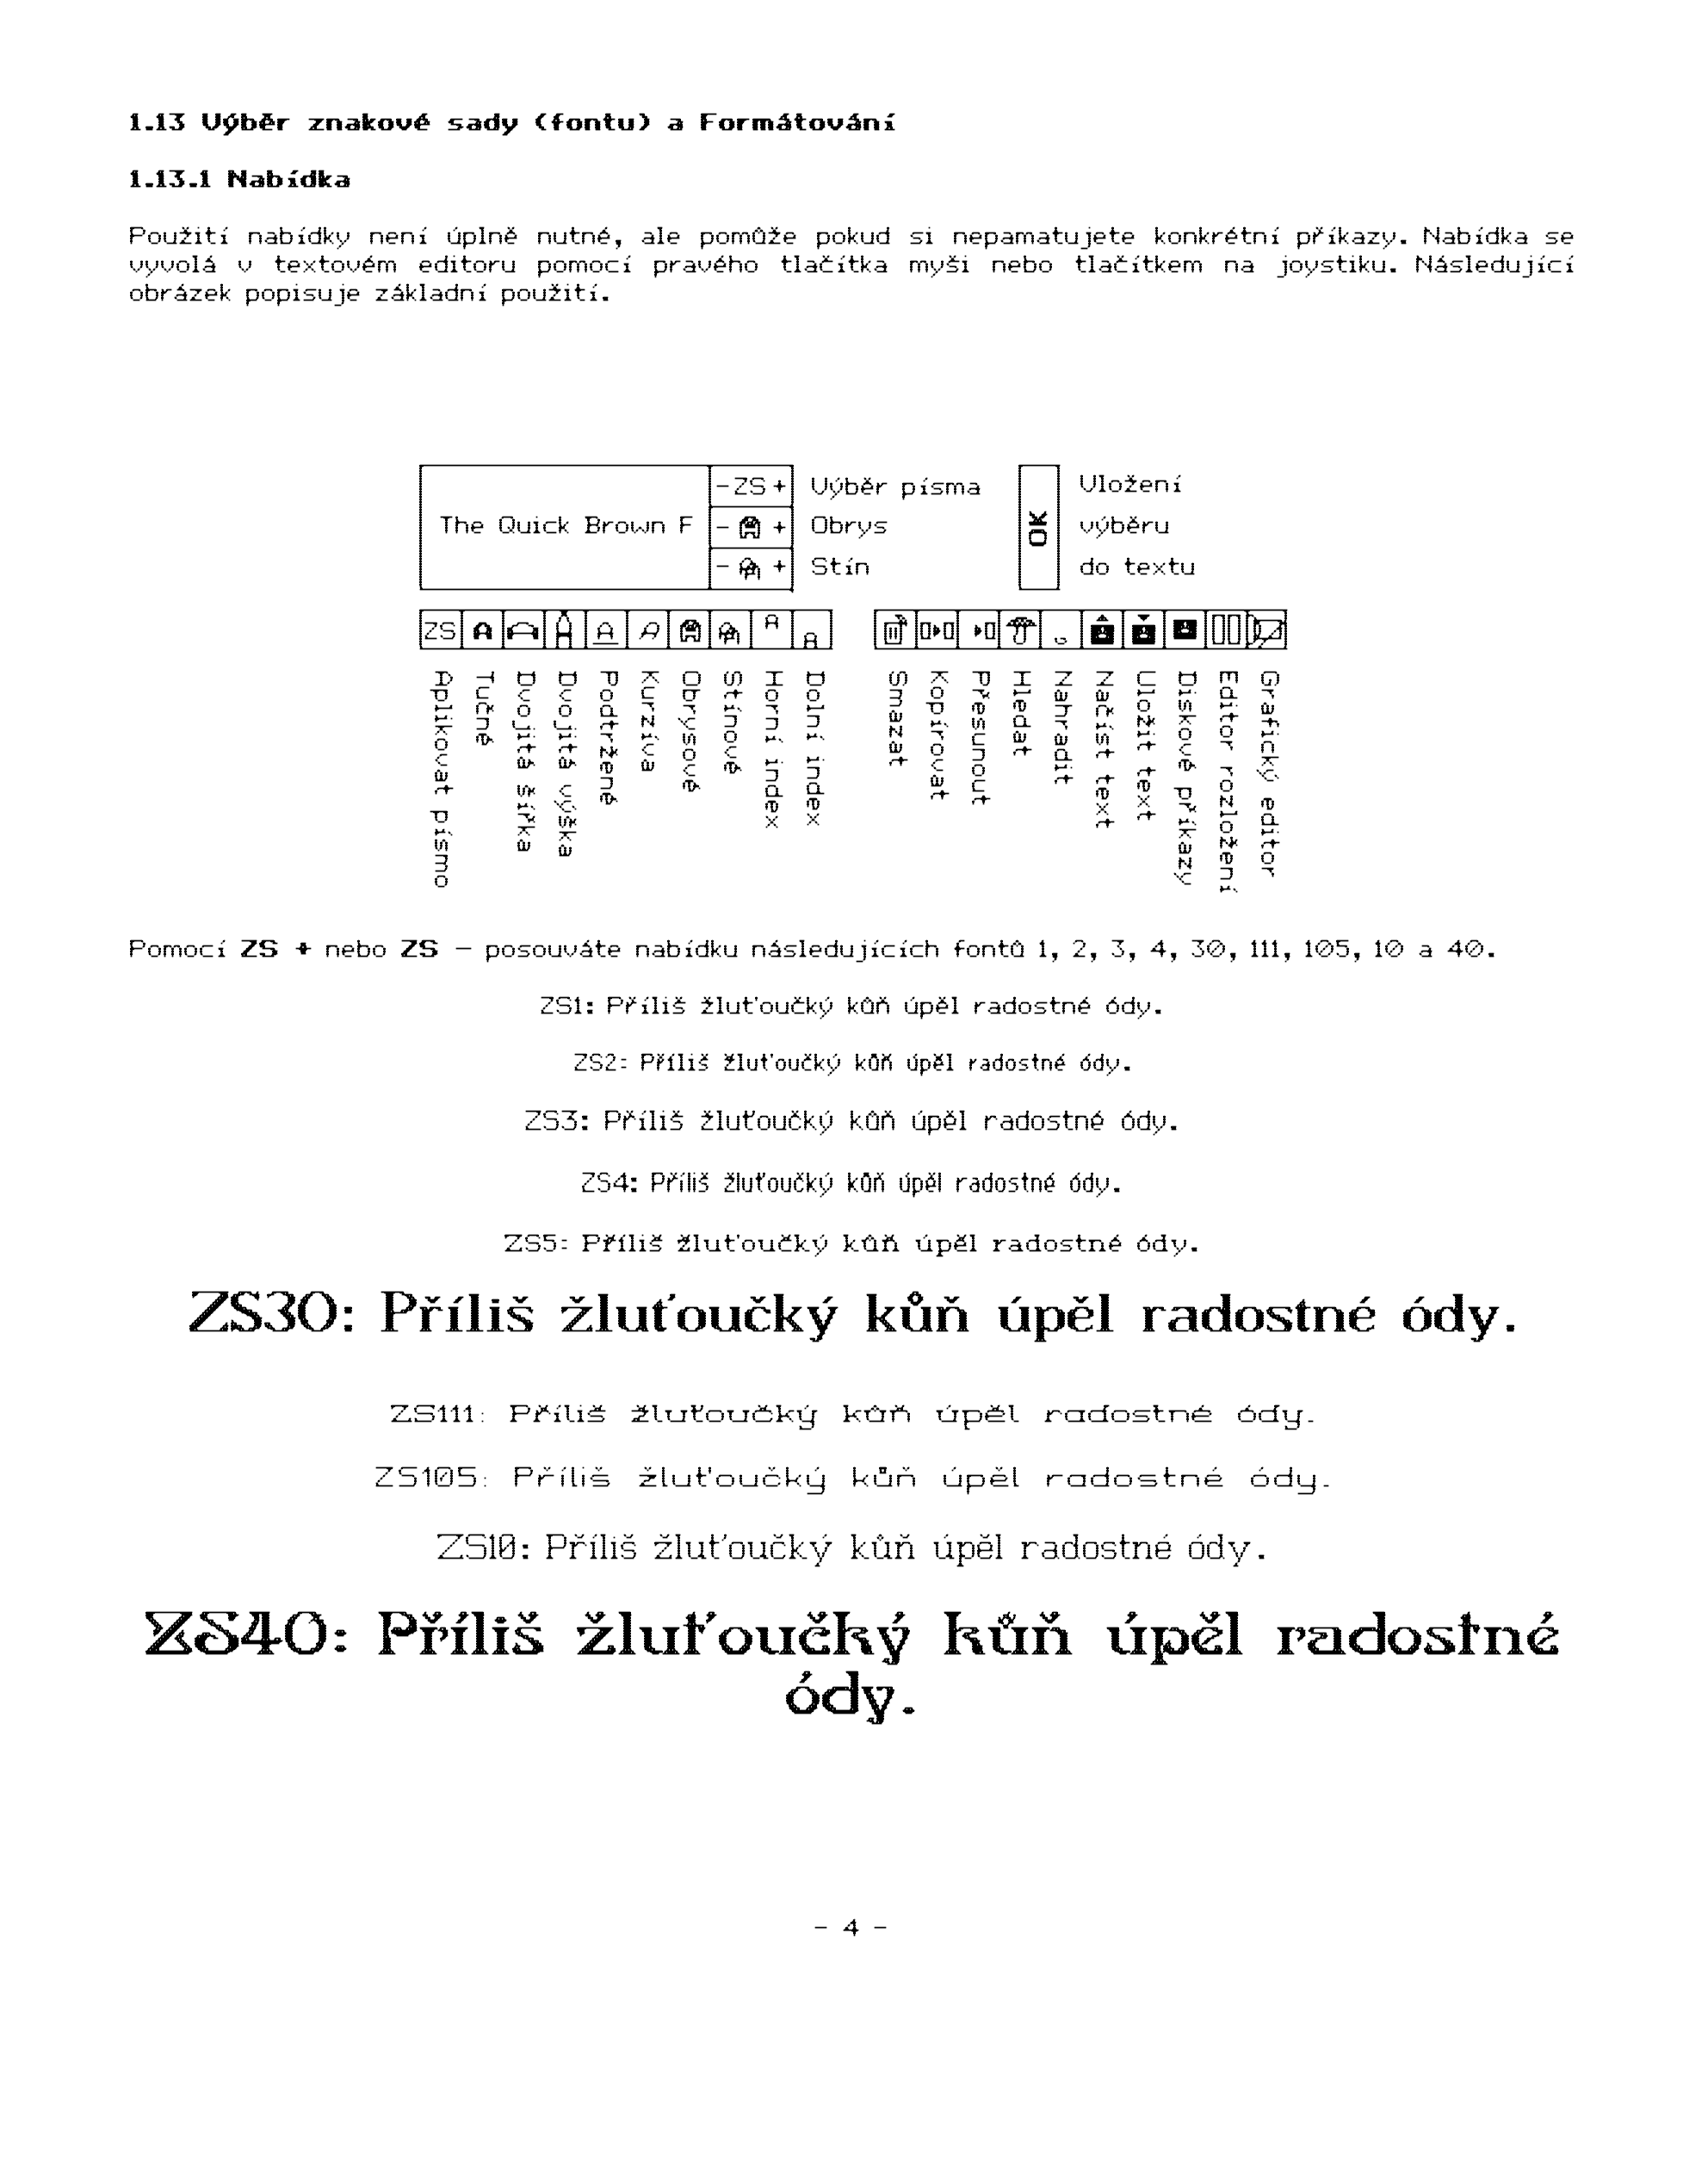 1.13 Výběr znakové sady (fontu) a Formátování
1.13.1 Nabídka
Použití nabídky není úplně nutné, ale pomůže pokud si nepamatujete konkrétní příkazy. Nabídka se
vyvolá v textovém editoru pomocí pravého tlačítka myši nebo tlačítkem na joystiku. Následující
obrázek popisuje základní použití.
The Quick Brown F
-ZS+ Výběr písma
- + Obrys
- + Stín
OK
Vložení
výběru
do textu
ZS
Aplikovat písmo
Tučné
Dvojitá šířka
Dvojitá výška
Podtržené
Kurzíva
Obrysové
Stínové
Horní index
Dolní index
Smazat
Kopírovat
Přesunout
Hledat
Nahradit
Načíst text
Uložit text
Diskové příkazy
Editor rozložení
Grafický editor
Pomocí ZS + nebo ZS - posouváte nabídku následujících fontů 1, 2, 3, 4, 30, 111, 105, 10 a 40.
ZS1: Příliš žluťoučký kůň úpěl radostné ódy.
ZS2: Příliš žluťoučký kůň úpěl radostné ódy.
ZS3: Příliš žluťoučký kůň úpěl radostné ódy.
ZS4: Příliš žluťoučký kůň úpěl radostné ódy.
ZS5: Příliš žluťoučký kůň úpěl radostné ódy.
ZS30: Příliš žluťoučký kůň úpěl radostné ódy.
ZS111: Příliš žluťoučký kůň úpěl radostné ódy.
ZS105: Příliš žluťoučký kůň úpěl radostné ódy.
ZS10: Příliš žluťoučký kůň úpěl radostné ódy.
ZS40: Příliš žluťoučký kůň úpěl radostné
ódy.
- 4 -